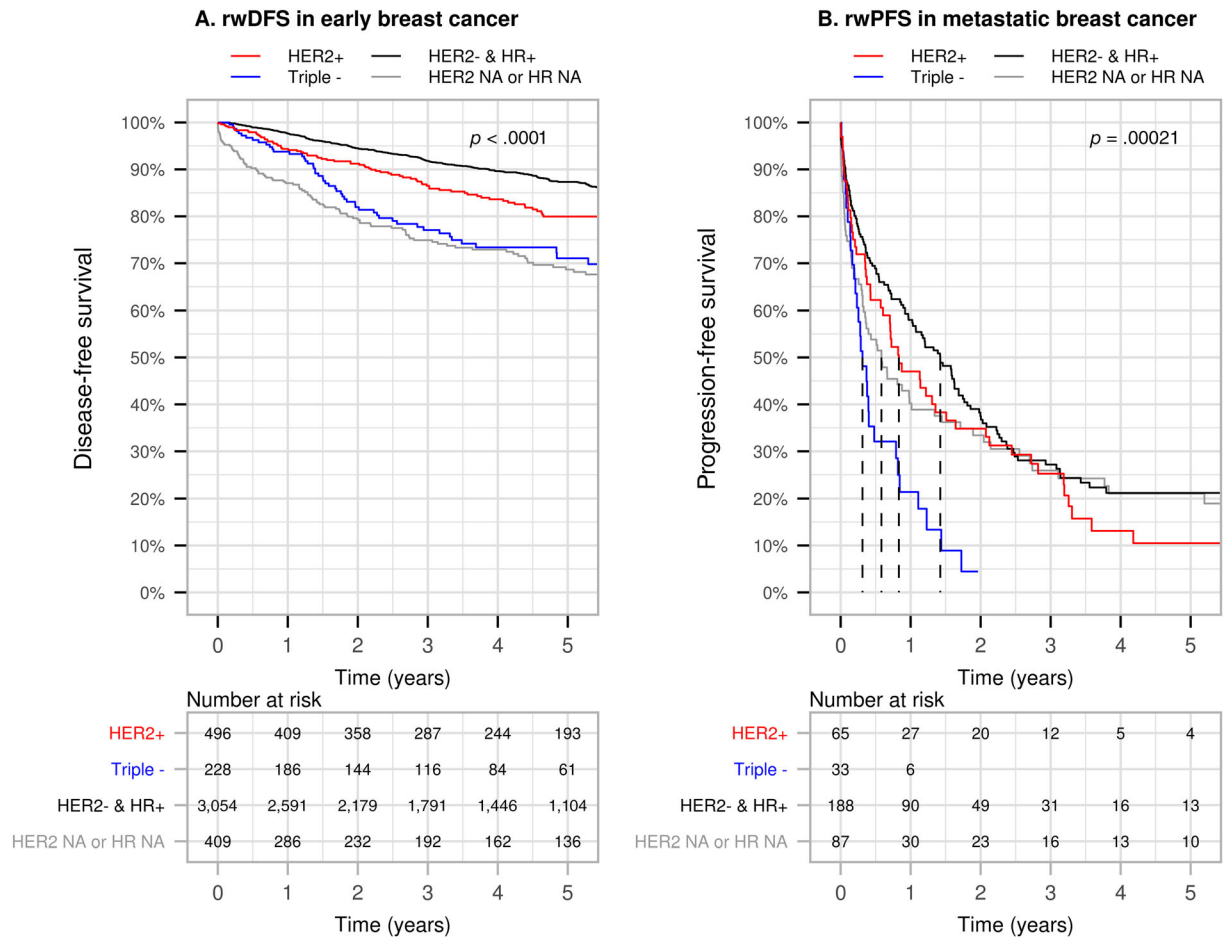 A. rwDFS in early breast cancer
HER2+ HER2- & HR+
Triple - HER2 NA or HR NA
p < .0001
100%
90%
80%
70%
60%
50%
40%
30%
20%
10%
0%
Disease-free survival
0 1 2 3 4 5
Time (years)
Number at risk
HER2+ 496 409 358 287 244 193
Triple - 228 186 144 116 84 61
HER2- & HR+ 3,054 2,591 2,179 1,791 1,446 1,104
HER2 NA or HR NA 409 286 232 192 162 136
0 1 2 3 4 5
Time (years)
B. rwPFS in metastatic breast cancer
HER2+ HER2- & HR+
Triple - HER2 NA or HR NA
p = .00021
100%
90%
80%
70%
60%
50%
40%
30%
20%
10%
0%
Progression-free survival
0 1 2 3 4 5
Time (years)
Number at risk
HER2+ 65 27 20 12 5 4
Triple - 33 6
HER2- & HR+ 188 90 49 31 16 13
HER2 NA or HR NA 87 30 23 16 13 10
0 1 2 3 4 5
Time (years)